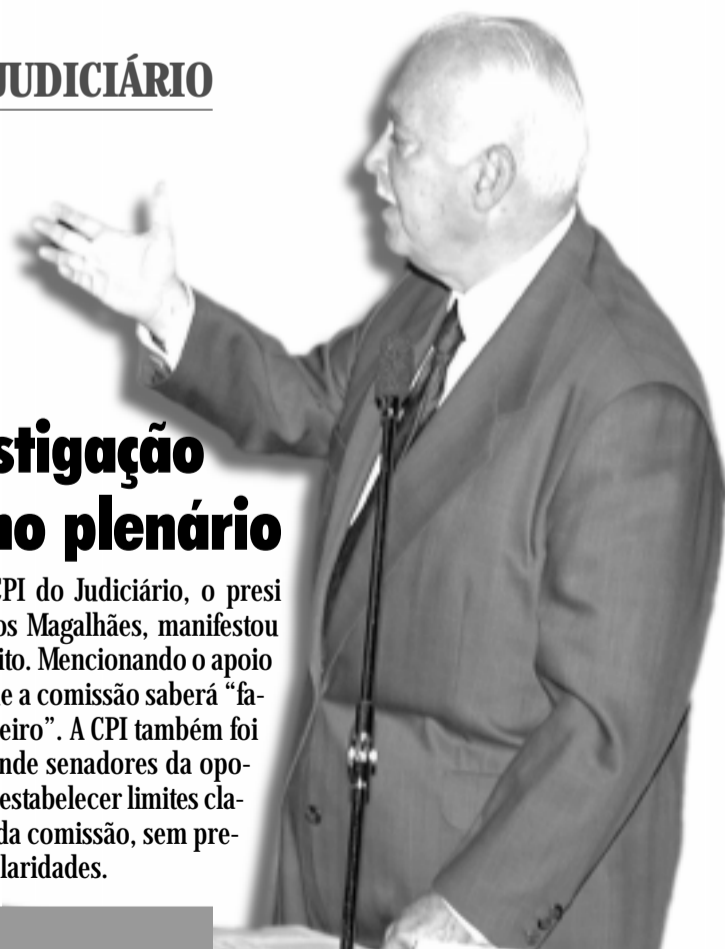 JUDICIÁRIO
stigação
no plenário
CPI do Judiciário, o presi
os Magalhães, manifestou
ito. Mencionando o apoio
e a comissão saberá “fa-
eiro”. A CPI também foi
nde senadores da opo-
estabelecer limites cla-
da comissão, sem pre-
laridades.